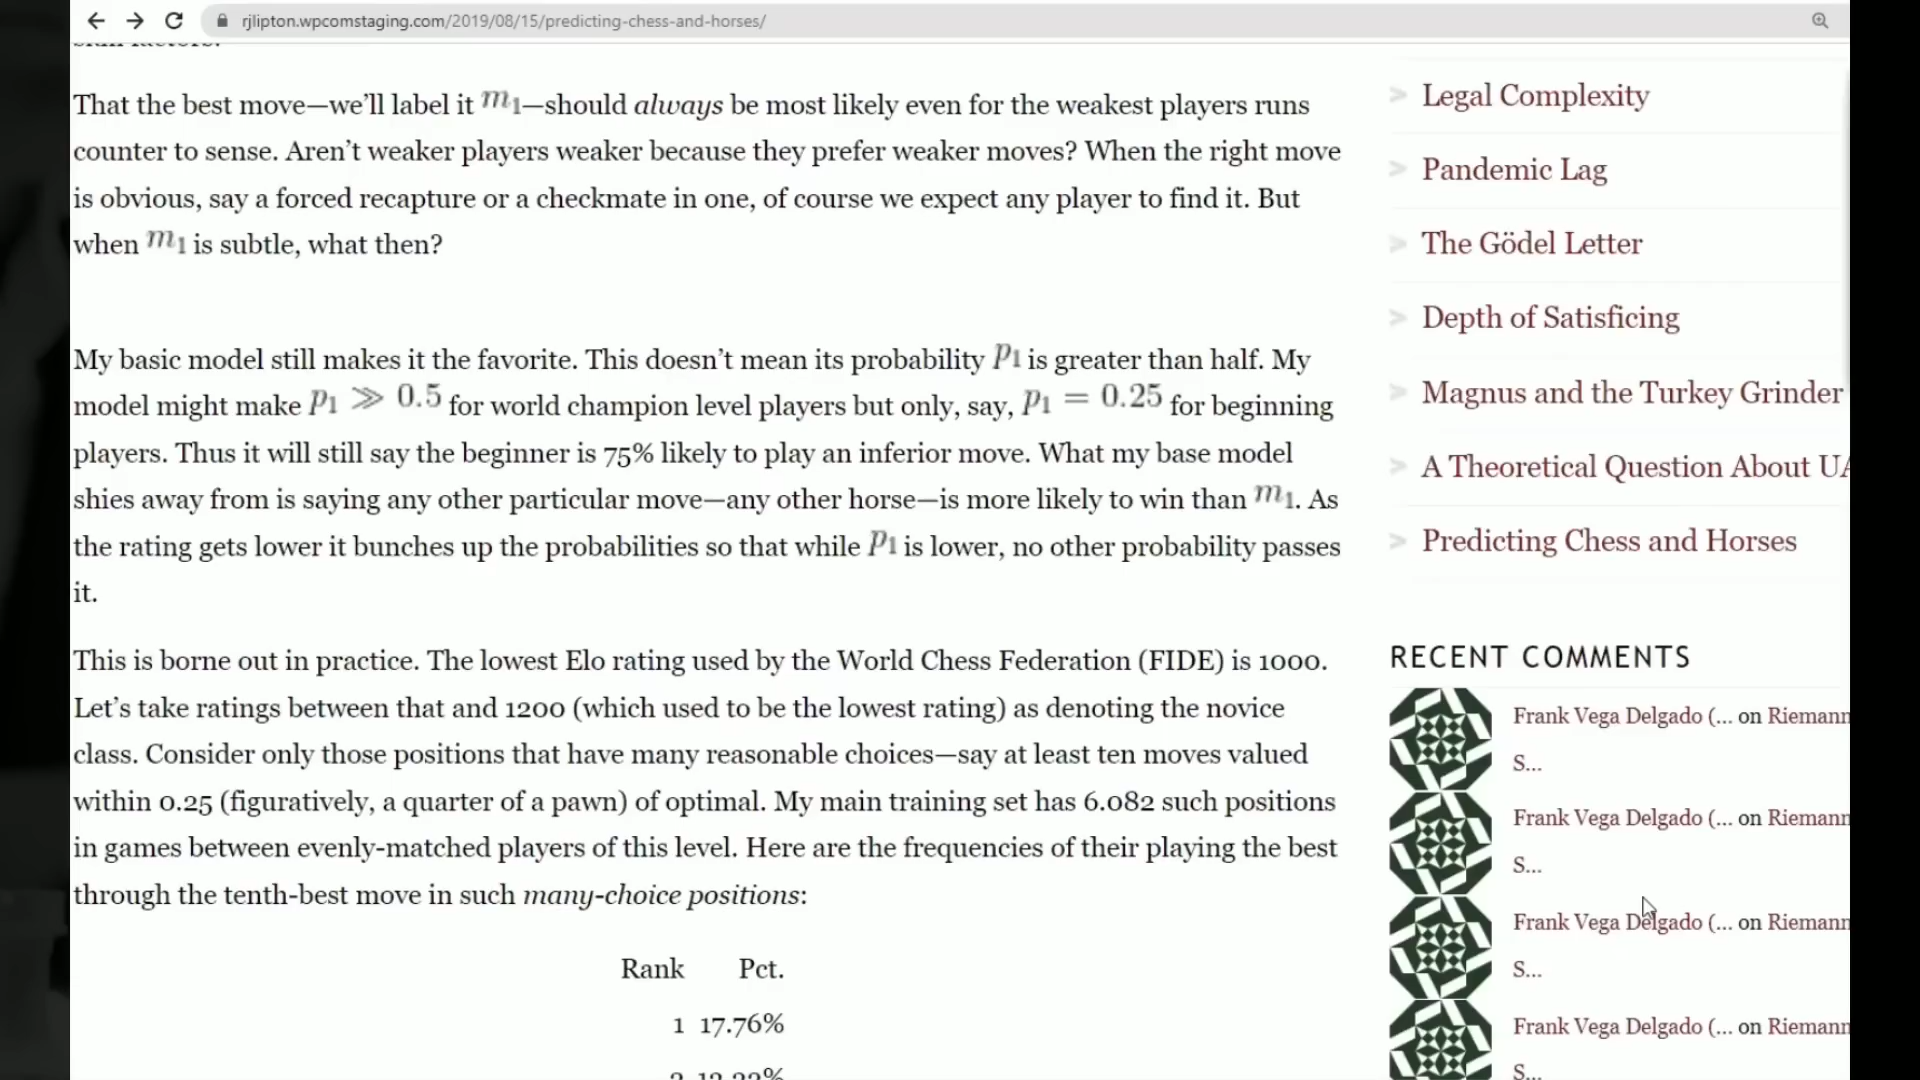 rjlipton.wpcomstaging.com/2019/08/15/predicting-chess-and-horses/
skill factors.
That the best move—we'll label it m1—should always be most likely even for the weakest players runs
counter to sense. Aren't weaker players weaker because they prefer weaker moves? When the right move
is obvious, say a forced recapture or a checkmate in one, of course we expect any player to find it. But
when m1 is subtle, what then?
My basic model still makes it the favorite. This doesn't mean its probability p1 is greater than half. My
model might make p1 ≫ 0.5 for world champion level players but only, say, p1 = 0.25 for beginning
players. Thus it will still say the beginner is 75% likely to play an inferior move. What my base model
shies away from is saying any other particular move—any other horse—is more likely to win than m1. As
the rating gets lower it bunches up the probabilities so that while p1 is lower, no other probability passes
it.
This is borne out in practice. The lowest Elo rating used by the World Chess Federation (FIDE) is 1000.
Let's take ratings between that and 1200 (which used to be the lowest rating) as denoting the novice
class. Consider only those positions that have many reasonable choices—say at least ten moves valued
within 0.25 (figuratively, a quarter of a pawn) of optimal. My main training set has 6.082 such positions
in games between evenly-matched players of this level. Here are the frequencies of their playing the best
through the tenth-best move in such many-choice positions:
Rank Pct.
1 17.76%
> Legal Complexity
> Pandemic Lag
> The Gödel Letter
> Depth of Satisficing
> Magnus and the Turkey Grinder
> A Theoretical Question About UA
> Predicting Chess and Horses
RECENT COMMENTS
Frank Vega Delgado (... on Riemann
S...
Frank Vega Delgado (... on Riemann
S...
Frank Vega Delgado (... on Riemann
S...
Frank Vega Delgado (... on Riemann
S...